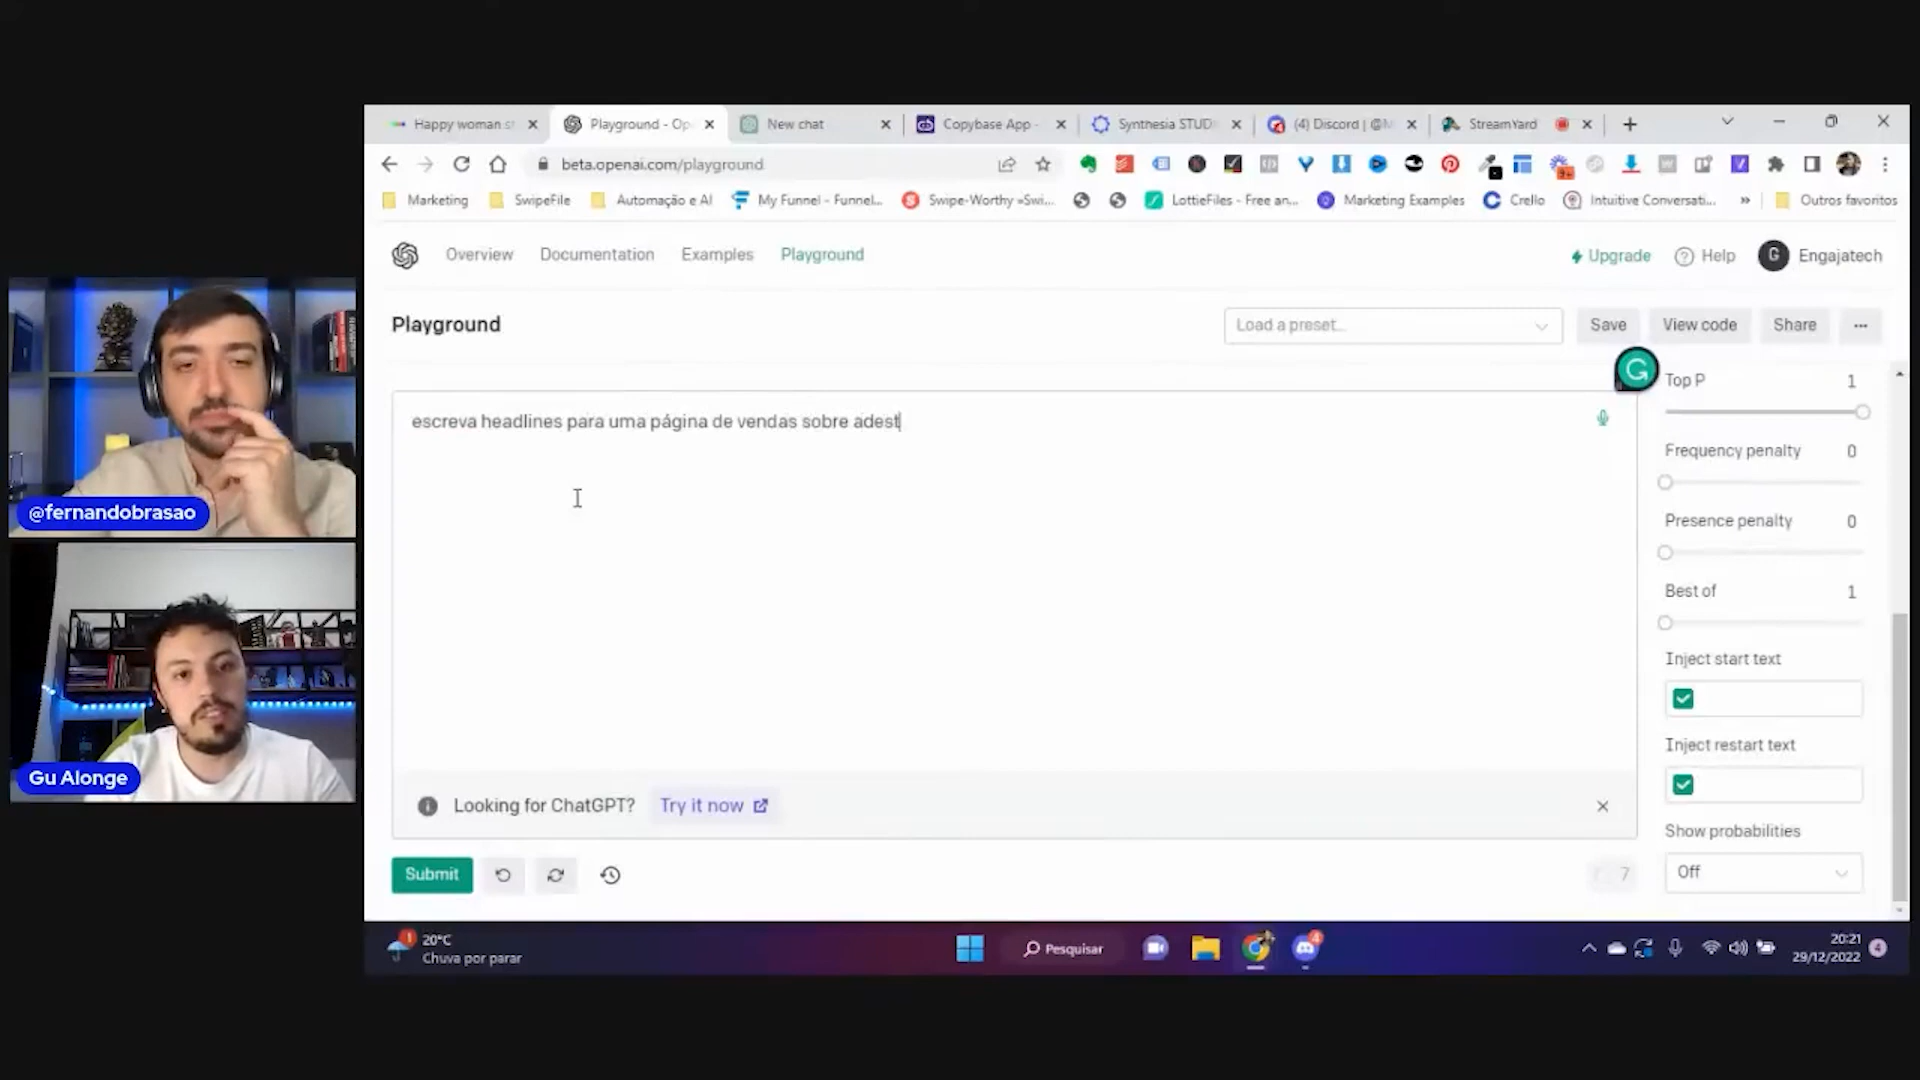 Happy woman s
Playground - Op
New chat
Copybase App -
Synthesia STUD
(4) Discord | @M
StreamYard
beta.openai.com/playground
Marketing
SwipeFile
Automação e AI
My Funnel - Funnel...
Swipe-Worthy »Swi...
LottieFiles - Free an...
Marketing Examples
Crello
Intuitive Conversati...
»
Outros favoritos
Overview
Documentation
Examples
Playground
Upgrade
Help
G
Engajatech
Playground
Load a preset...
Save
View code
Share
...
escreva headlines para uma página de vendas sobre adest
Top P 1
Frequency penalty 0
Presence penalty 0
Best of 1
Inject start text
Inject restart text
Show probabilities
Off
Looking for ChatGPT? Try it now
Submit
7
@fernandobrasao
Gu Alonge
1
20°C
Chuva por parar
Pesquisar
4
20:21
29/12/2022
4